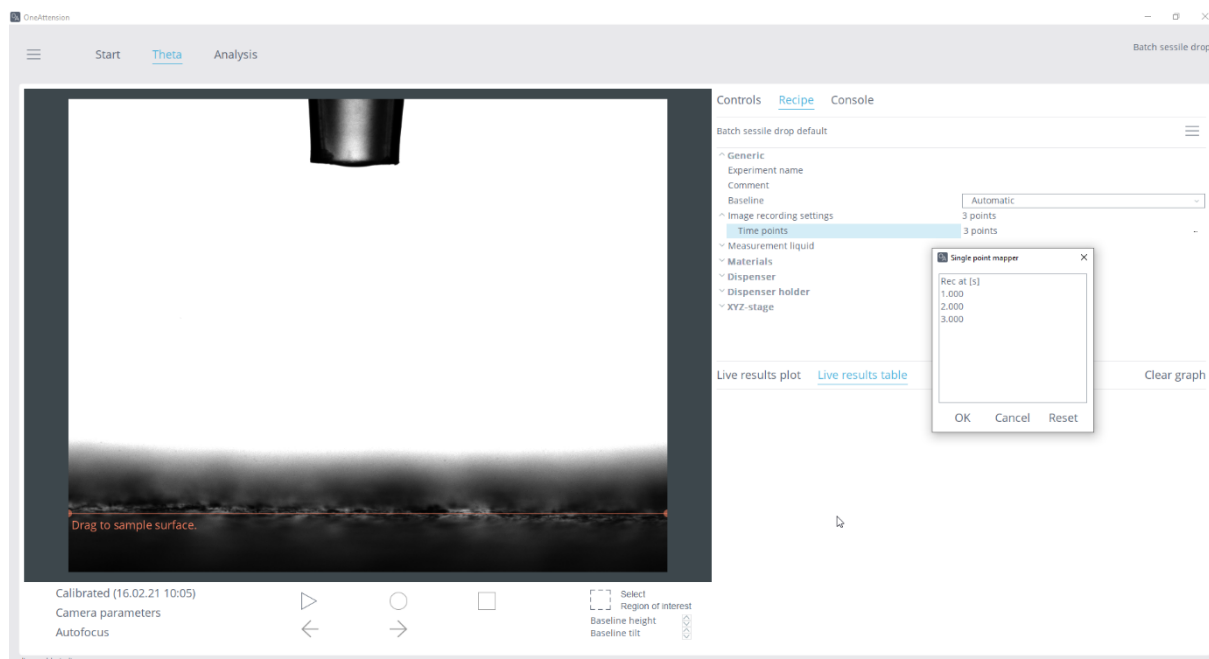 OneAttension
Start Theta Analysis
Batch sessile drop
Controls Recipe Console
Batch sessile drop default
Generic
Experiment name
Comment
Baseline Automatic
Image recording settings 3 points
Time points 3 points ..
Measurement liquid
Materials
Dispenser
Dispenser holder
XYZ-stage
Single point mapper
Rec at [s]
1.000
2.000
3.000
OK Cancel Reset
Live results plot Live results table Clear graph
Drag to sample surface.
Calibrated (16.02.21 10:05)
Camera parameters
Autofocus
Select
Region of interest
Baseline height
Baseline tilt